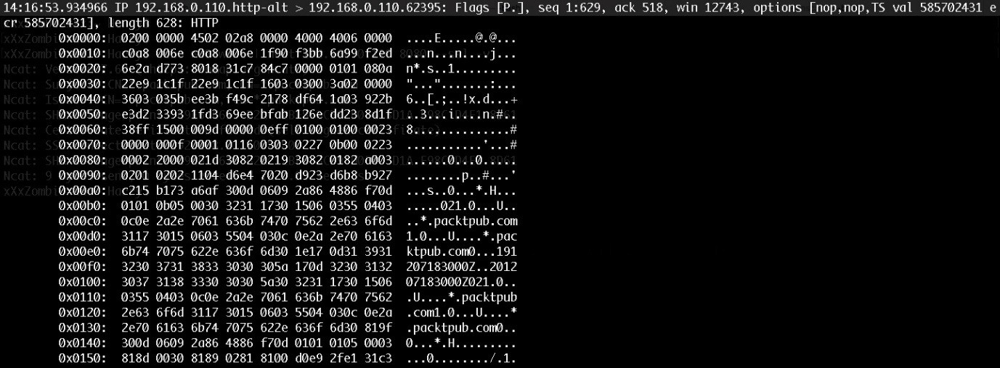 14:16:53.934966 IP 192.168.0.110.http-alt > 192.168.0.110.62395: Flags [P.], seq 1:629, ack 518, win 12743, options [nop,nop,TS val 585702431 e
cr 585702431], length 628: HTTP
0x0000: 0200 0000 4502 02a8 0000 4000 4006 0000 ....E.....@.@...
0x0010: c0a8 006e c0a8 006e 1f90 f3bb 6a99 f2ed ...n...n....j...
0x0020: 6e2a d773 8018 31c7 84c7 0000 0101 080a n*.s..1.........
0x0030: 22e9 1c1f 22e9 1c1f 1603 0300 3a02 0000 "...".......:...
0x0040: 3603 035b ee3b f49c 2178 df64 1a03 922b 6..[.;..!x.d...+
0x0050: e3d2 3393 1fd3 69ee bfab 126e dd23 8d1f ..3...i....n.#..
0x0060: 38ff 1500 009d 0000 0eff 0100 0100 0023 8..............#
0x0070: 0000 000f 0001 0116 0303 0227 0b00 0223 ...........'...#
0x0080: 0002 2000 021d 3082 0219 3082 0182 a003 ......0...0.....
0x0090: 0201 0202 1104 d6e4 7020 d923 d6b8 b927 ........p..#...'
0x00a0: c215 b173 a6af 300d 0609 2a86 4886 f70d ...s..0...*.H...
0x00b0: 0101 0b05 0030 3231 1730 1506 0355 0403 .....021.0...U..
0x00c0: 0c0e 2a2e 7061 636b 7470 7562 2e63 6f6d ..*.packtpub.com
0x00d0: 3117 3015 0603 5504 030c 0e2a 2e70 6163 1.0...U....*.pac
0x00e0: 6b74 7075 622e 636f 6d30 1e17 0d31 3931 ktpub.com0...191
0x00f0: 3230 3731 3833 3030 305a 170d 3230 3132 207183000Z..2012
0x0100: 3037 3138 3330 3030 5a30 3231 1730 1506 07183000Z021.0..
0x0110: 0355 0403 0c0e 2a2e 7061 636b 7470 7562 .U....*.packtpub
0x0120: 2e63 6f6d 3117 3015 0603 5504 030c 0e2a .com1.0...U....*
0x0130: 2e70 6163 6b74 7075 622e 636f 6d30 819f .packtpub.com0..
0x0140: 300d 0609 2a86 4886 f70d 0101 0105 0003 0...*.H.........
0x0150: 818d 0030 8189 0281 8100 d0e9 2fe1 31c3 ...0......../.1.